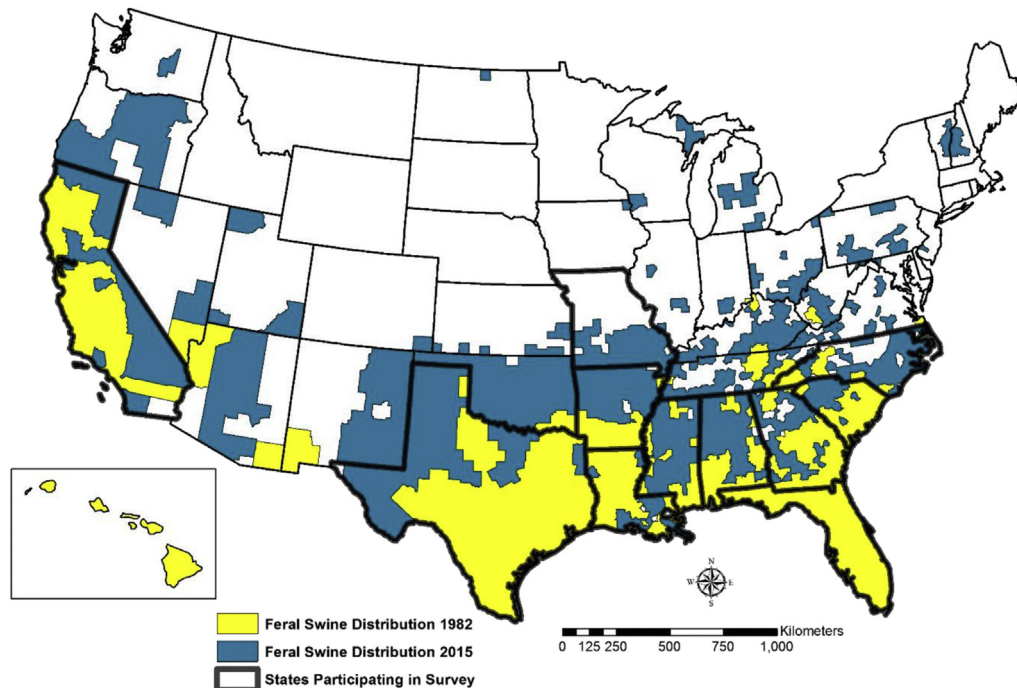 N
W E
S
Feral Swine Distribution 1982
Feral Swine Distribution 2015
States Participating in Survey
Kilometers
0 125 250 500 750 1,000